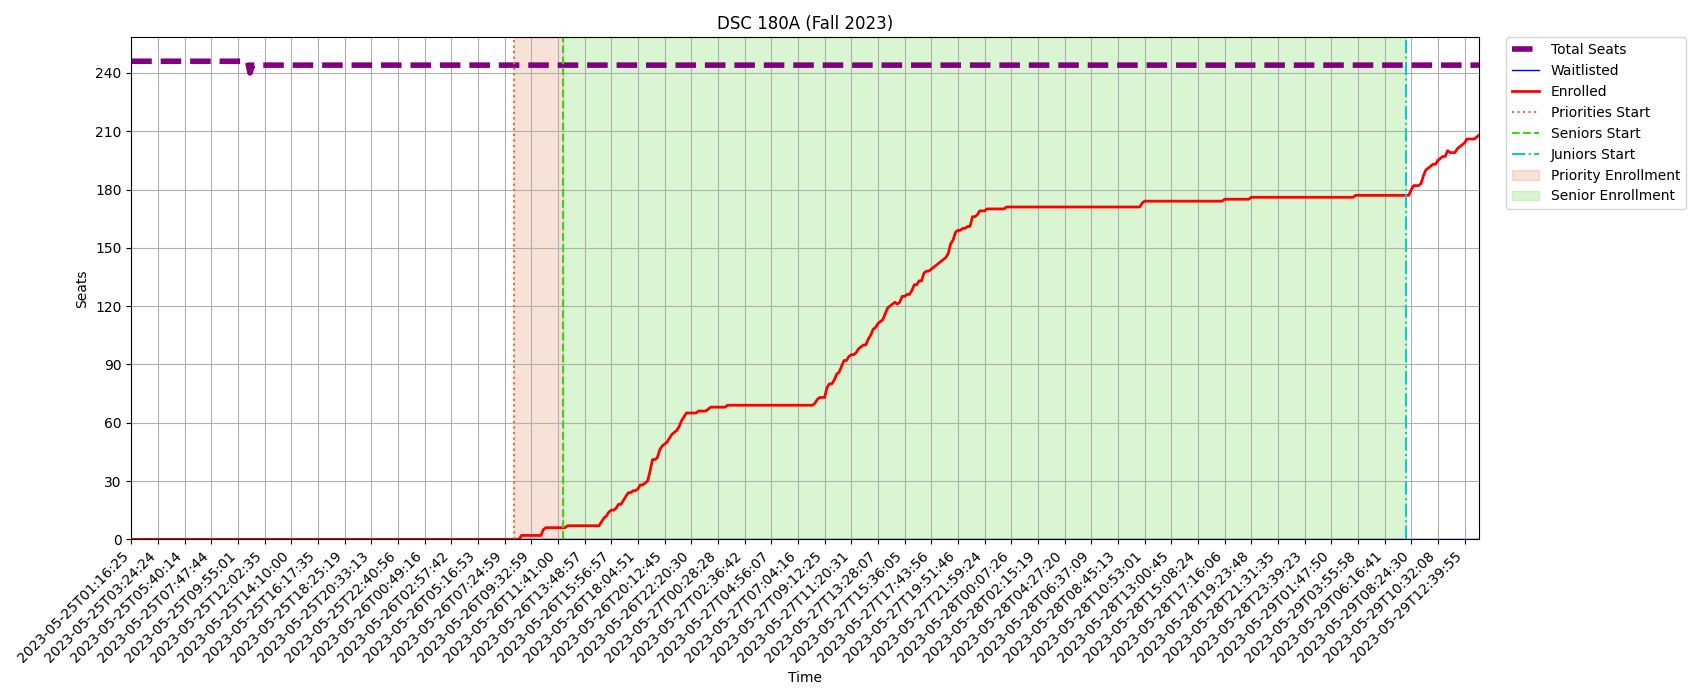 DSC 180A (Fall 2023)
Seats
240
210
180
150
120
90
60
30
0
2023-05-25T01:16:25
2023-05-25T03:24:24
2023-05-25T05:40:14
2023-05-25T07:47:44
2023-05-25T09:55:01
2023-05-25T12:02:35
2023-05-25T14:10:00
2023-05-25T16:17:35
2023-05-25T18:25:19
2023-05-25T20:33:13
2023-05-25T22:40:56
2023-05-26T00:49:16
2023-05-26T02:57:42
2023-05-26T05:16:53
2023-05-26T07:24:59
2023-05-26T09:32:59
2023-05-26T11:41:00
2023-05-26T13:48:57
2023-05-26T15:56:57
2023-05-26T18:04:51
2023-05-26T20:12:45
2023-05-26T22:20:30
2023-05-27T00:28:28
2023-05-27T02:36:42
2023-05-27T04:56:07
2023-05-27T07:04:16
2023-05-27T09:12:25
2023-05-27T11:20:31
2023-05-27T13:28:07
2023-05-27T15:36:05
2023-05-27T17:43:56
2023-05-27T19:51:46
2023-05-27T21:59:24
2023-05-28T00:07:26
2023-05-28T02:15:19
2023-05-28T04:27:20
2023-05-28T06:37:09
2023-05-28T08:45:13
2023-05-28T10:53:01
2023-05-28T13:00:45
2023-05-28T15:08:24
2023-05-28T17:16:06
2023-05-28T19:23:48
2023-05-28T21:31:35
2023-05-28T23:39:23
2023-05-29T01:47:50
2023-05-29T03:55:58
2023-05-29T06:16:41
2023-05-29T08:24:30
2023-05-29T10:32:08
2023-05-29T12:39:55
Time
Total Seats
Waitlisted
Enrolled
Priorities Start
Seniors Start
Juniors Start
Priority Enrollment
Senior Enrollment